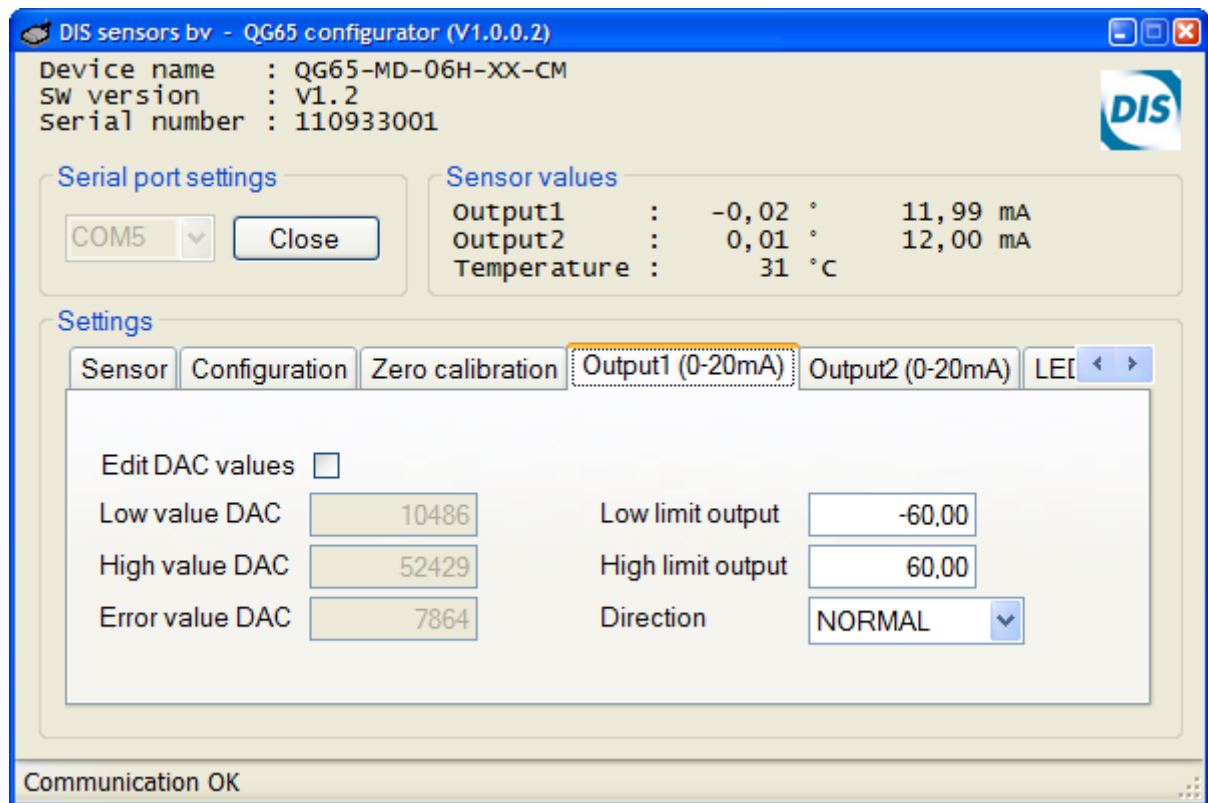 DIS sensors bv - QG65 configurator (V1.0.0.2)
Device name : QG65-MD-06H-XX-CM
SW version : V1.2
Serial number : 110933001
DIS
Serial port settings
COM5
Close
Sensor values
Output1 : -0,02 ° 11,99 mA
Output2 : 0,01 ° 12,00 mA
Temperature : 31 °C
Settings
Sensor Configuration Zero calibration Output1 (0-20mA) Output2 (0-20mA) LED
Edit DAC values
Low value DAC 10486 Low limit output -60,00
High value DAC 52429 High limit output 60,00
Error value DAC 7864 Direction NORMAL
Communication OK